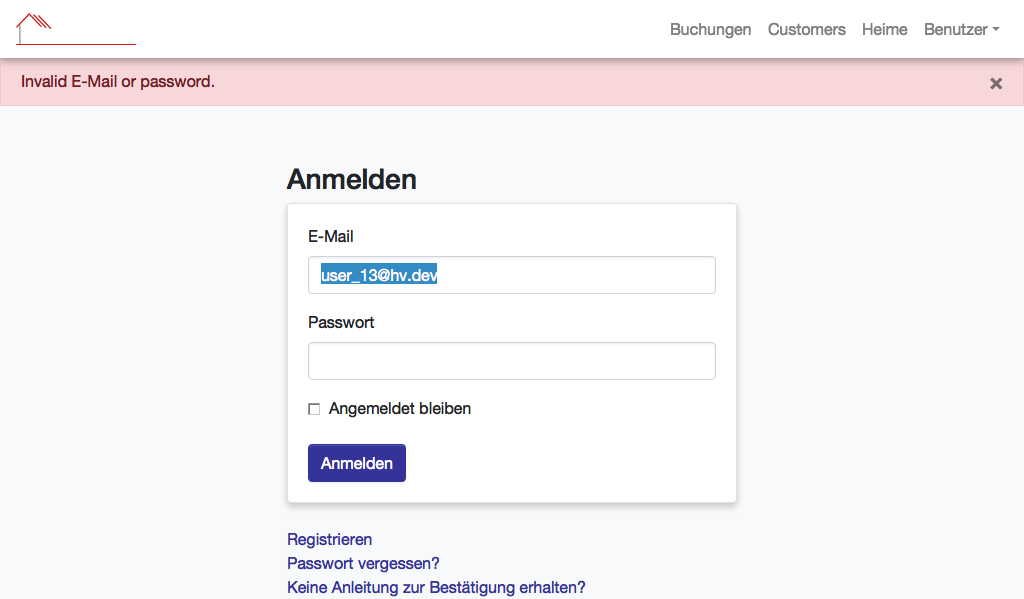 Buchungen Customers Heime Benutzer
Invalid E-Mail or password.
Anmelden
E-Mail
user_13@hv.dev
Passwort
Angemeldet bleiben
Anmelden
Registrieren
Passwort vergessen?
Keine Anleitung zur Bestätigung erhalten?